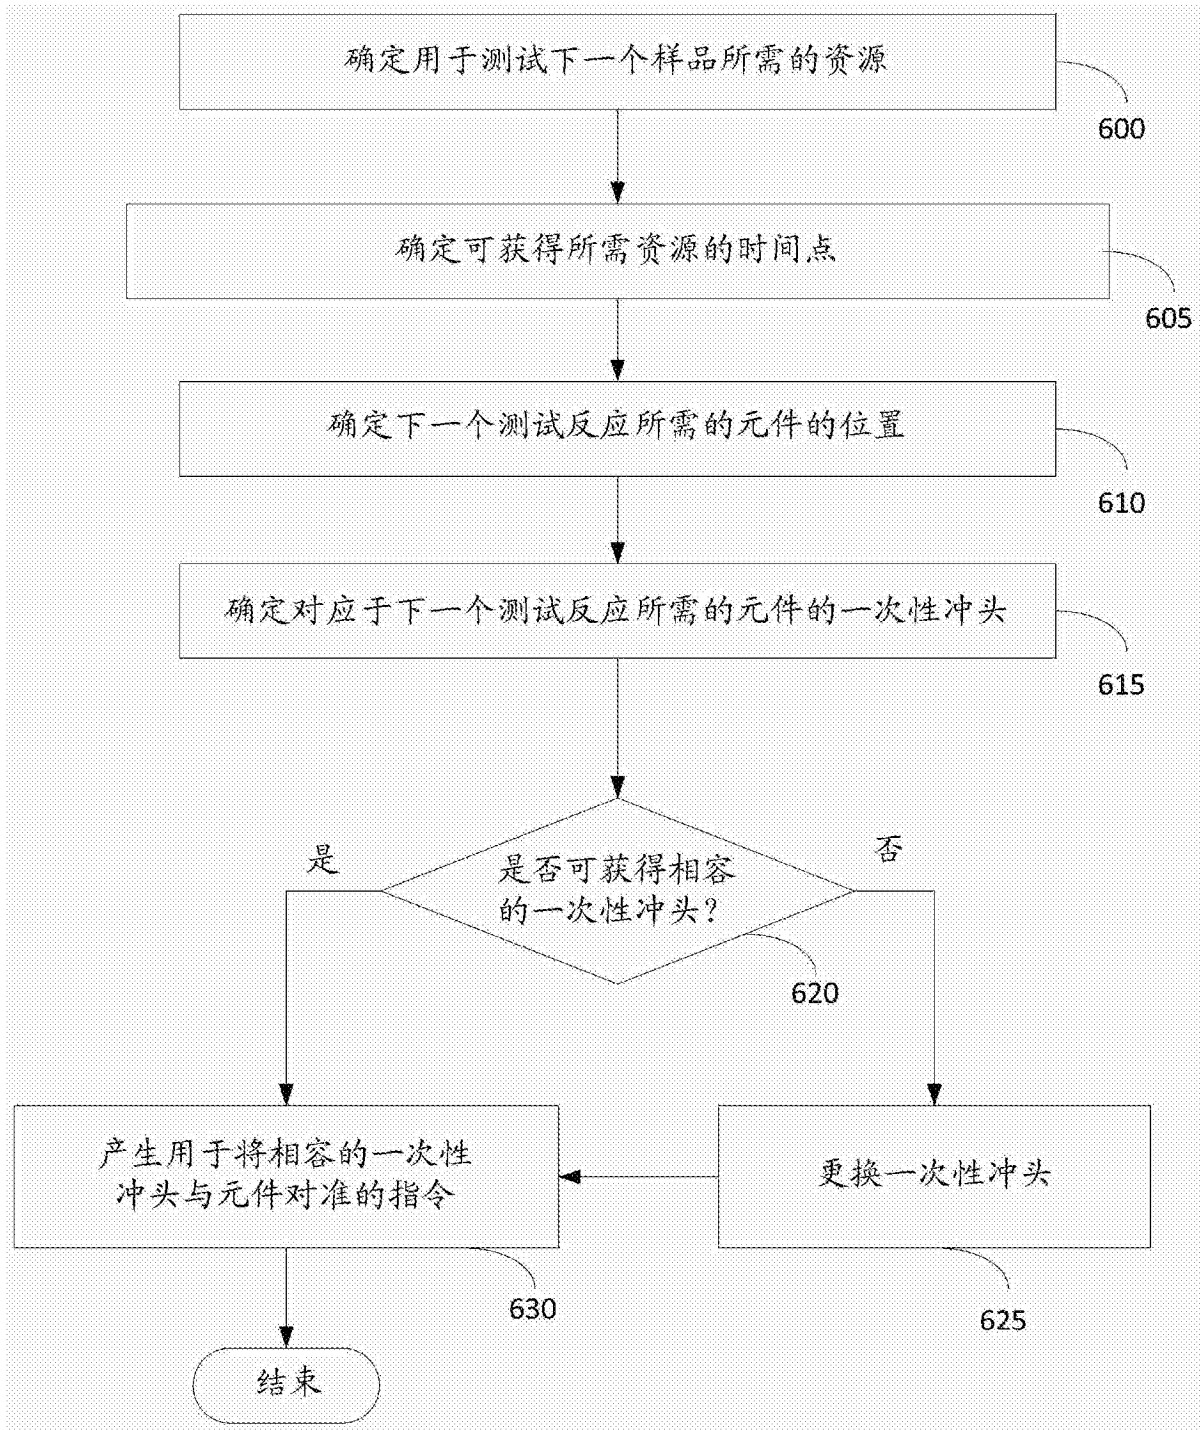 确定用于测试下一个样品所需的资源
600
确定可获得所需资源的时间点
605
确定下一个测试反应所需的元件的位置
610
确定对应于下一个测试反应所需的元件的一次性冲头
615
是
否
是否可获得相容
的一次性冲头?
620
产生用于将相容的一次性
冲头与元件对准的指令
630
更换一次性冲头
625
结束